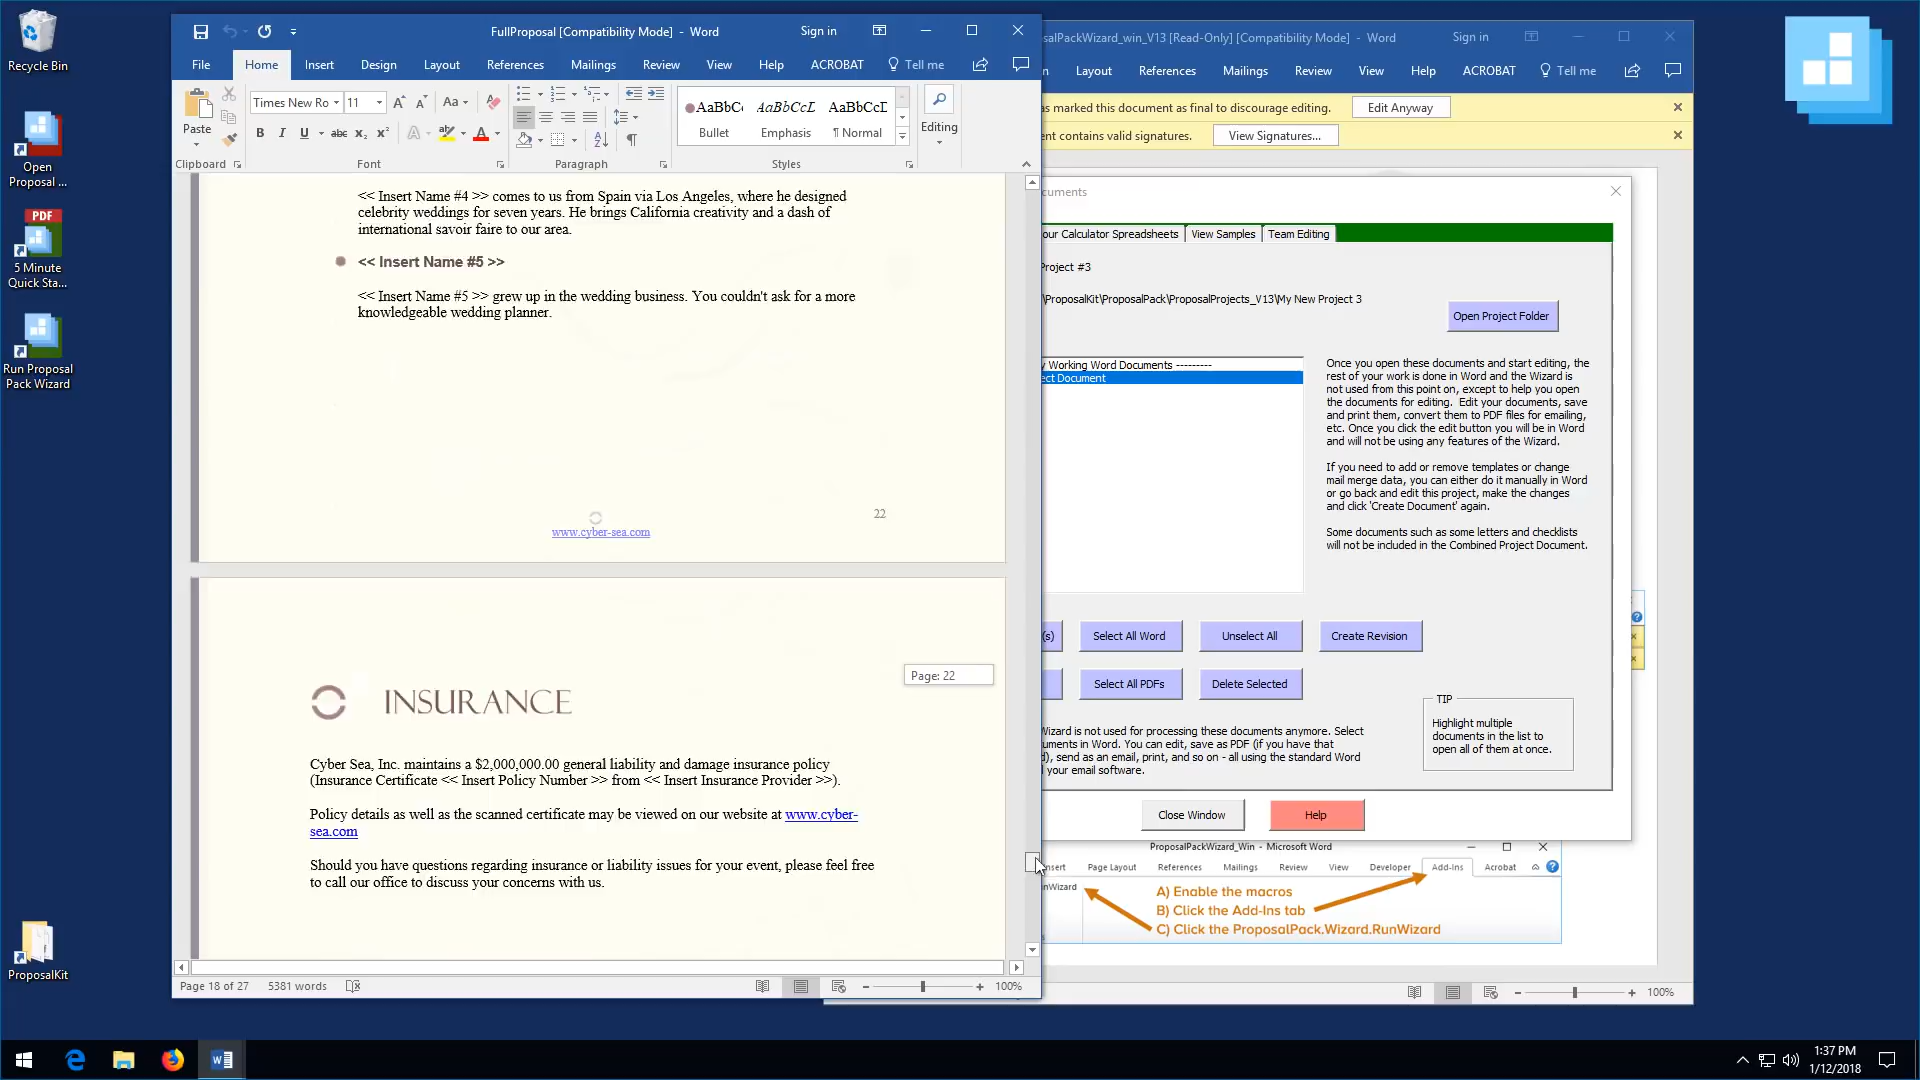 Recycle Bin
Open
Proposal ...
PDF
5 Minute
Quick Sta...
Run Proposal
Pack Wizard
ProposalKit
FullProposal [Compatibility Mode] - Word
Sign in
File
Home
Insert
Design
Layout
References
Mailings
Review
View
Help
ACROBAT
Tell me
Paste
Times New Ro
11
Aa
B I U abc x₂ x²
A
A
AaBbC
AaBbCcL
AaBbCcD
Bullet
Emphasis
¶ Normal
Editing
Clipboard
Font
Paragraph
Styles
<< Insert Name #4 >> comes to us from Spain via Los Angeles, where he designed
celebrity weddings for seven years. He brings California creativity and a dash of
international savoir faire to our area.
<< Insert Name #5 >>
<< Insert Name #5 >> grew up in the wedding business. You couldn't ask for a more
knowledgeable wedding planner.
22
www.cyber-sea.com
Page: 22
INSURANCE
Cyber Sea, Inc. maintains a $2,000,000.00 general liability and damage insurance policy
(Insurance Certificate << Insert Policy Number >> from << Insert Insurance Provider >>).
Policy details as well as the scanned certificate may be viewed on our website at www.cyber-
sea.com
Should you have questions regarding insurance or liability issues for your event, please feel free
to call our office to discuss your concerns with us.
Page 18 of 27
5381 words
100%
salPackWizard_win_V13 [Read-Only] [Compatibility Mode] - Word
Sign in
n
Layout
References
Mailings
Review
View
Help
ACROBAT
Tell me
as marked this document as final to discourage editing.
Edit Anyway
ent contains valid signatures.
View Signatures...
cuments
our Calculator Spreadsheets
View Samples
Team Editing
Project #3
\ProposalKit\ProposalPack\ProposalProjects_V13\My New Project 3
Open Project Folder
y Working Word Documents ---------
ect Document
Once you open these documents and start editing, the
rest of your work is done in Word and the Wizard is
not used from this point on, except to help you open
the documents for editing. Edit your documents, save
and print them, convert them to PDF files for emailing,
etc. Once you click the edit button you will be in Word
and will not be using any features of the Wizard.
If you need to add or remove templates or change
mail merge data, you can either do it manually in Word
or go back and edit this project, make the changes
and click 'Create Document' again.
Some documents such as some letters and checklists
will not be included in the Combined Project Document.
(s)
Select All Word
Unselect All
Create Revision
Select All PDFs
Delete Selected
TIP
Highlight multiple
documents in the list to
open all of them at once.
Wizard is not used for processing these documents anymore. Select
uments in Word. You can edit, save as PDF (if you have that
d), send as an email, print, and so on - all using the standard Word
d your email software.
Close Window
Help
ProposalPackWizard_Win - Microsoft Word
nsert
Page Layout
References
Mailings
Review
View
Developer
Add-Ins
Acrobat
nWizard
A) Enable the macros
B) Click the Add-Ins tab
C) Click the ProposalPack.Wizard.RunWizard
100%
1:37 PM
1/12/2018